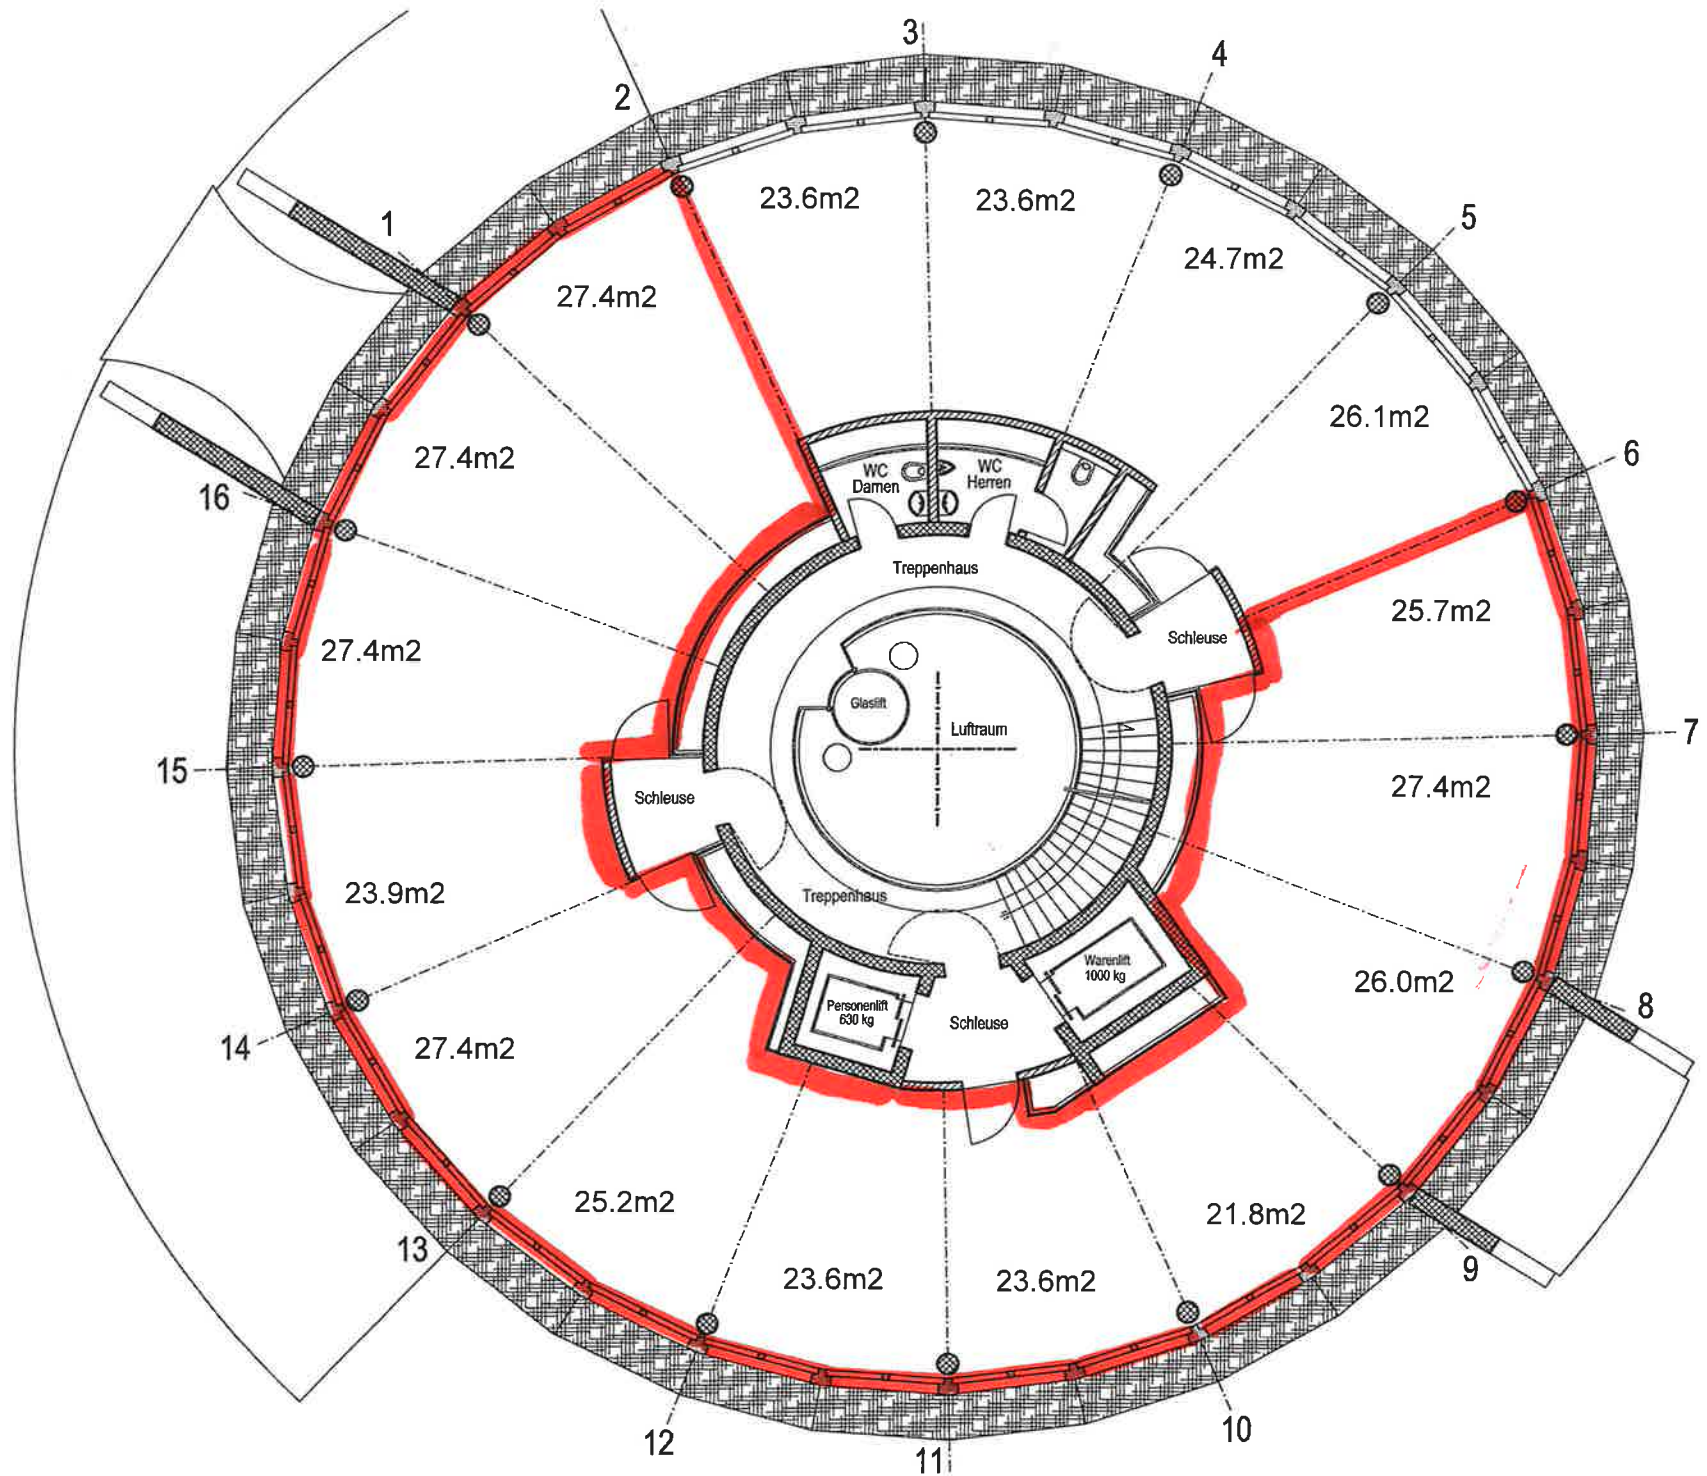 3
4
2
23.6m2
23.6m2
5
1
24.7m2
27.4m2
26.1m2
6
27.4m2
WC
Damen
WC
Herren
16
Treppenhaus
25.7m2
Schleuse
27.4m2
Glaslift
Luftraum
7
15
Schleuse
27.4m2
23.9m2
Treppenhaus
Warenlift
1000 kg
26.0m2
8
Personenlift
630 kg
Schleuse
14
27.4m2
25.2m2
21.8m2
13
9
23.6m2
23.6m2
12
11
10